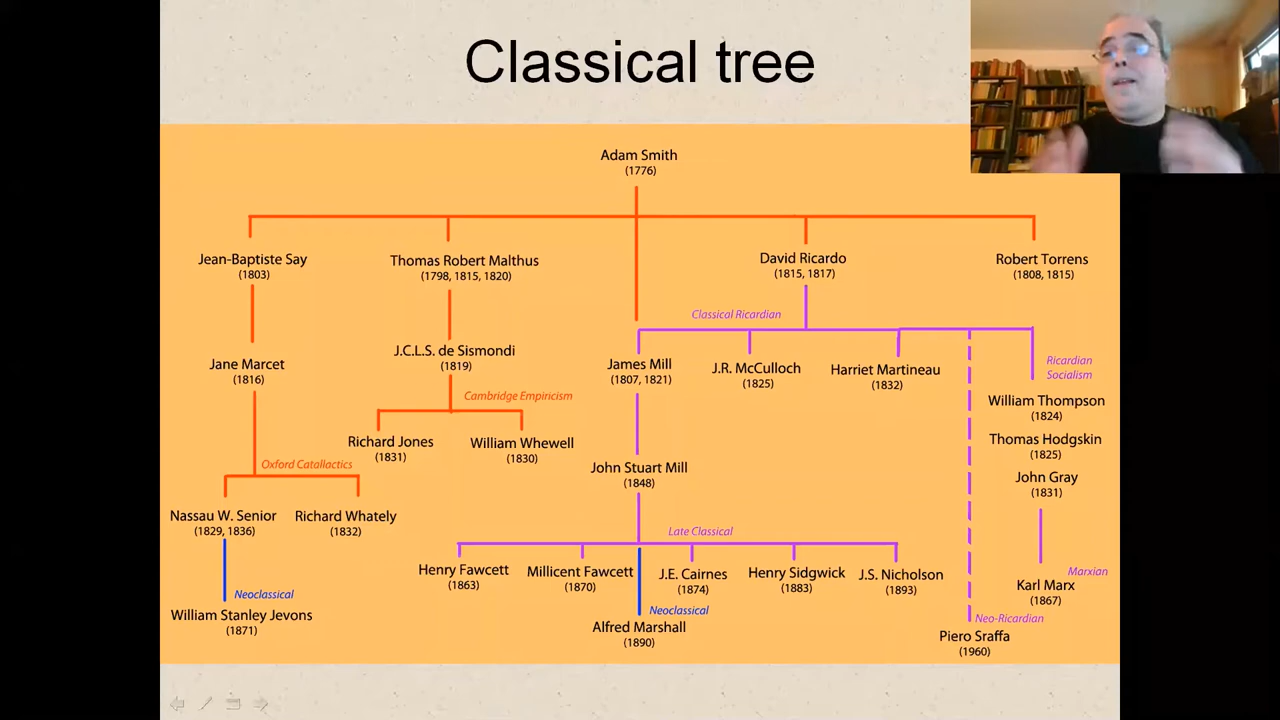 Classical tree
Adam Smith
(1776)
Jean-Baptiste Say
(1803)
Thomas Robert Malthus
(1798, 1815, 1820)
David Ricardo
(1815, 1817)
Robert Torrens
(1808, 1815)
Classical Ricardian
Jane Marcet
(1816)
J.C.L.S. de Sismondi
(1819)
James Mill
(1807, 1821)
J.R. McCulloch
(1825)
Harriet Martineau
(1832)
Ricardian
Socialism
William Thompson
(1824)
Thomas Hodgskin
(1825)
John Gray
(1831)
Cambridge Empiricism
Richard Jones
(1831)
William Whewell
(1830)
John Stuart Mill
(1848)
Oxford Catallactics
Nassau W. Senior
(1829, 1836)
Richard Whately
(1832)
Late Classical
Henry Fawcett
(1863)
Millicent Fawcett
(1870)
J.E. Cairnes
(1874)
Henry Sidgwick
(1883)
J.S. Nicholson
(1893)
Marxian
Karl Marx
(1867)
Neoclassical
William Stanley Jevons
(1871)
Neoclassical
Alfred Marshall
(1890)
Neo-Ricardian
Piero Sraffa
(1960)